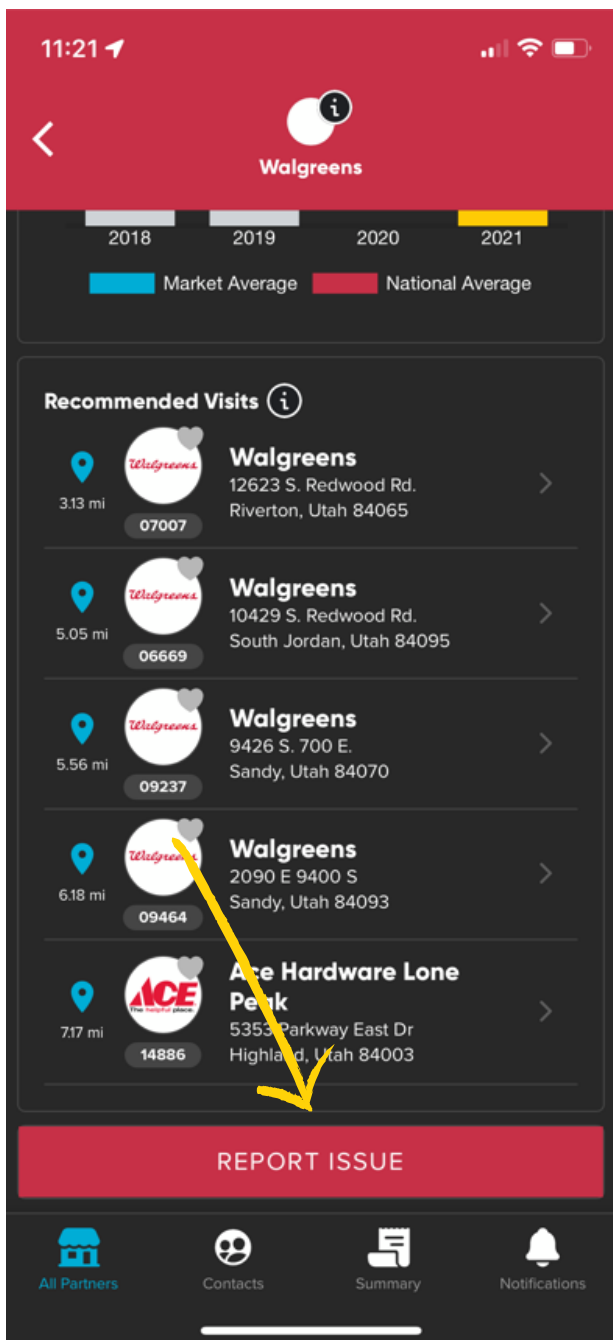 11:21
i
Walgreens
2018 2019 2020 2021
Market Average National Average
Recommended Visits i
Walgreens
Walgreens
12623 S. Redwood Rd.
3.13 mi
Riverton, Utah 84065
07007
Walgreens
Walgreens
10429 S. Redwood Rd.
5.05 mi
South Jordan, Utah 84095
06669
Walgreens
Walgreens
9426 S. 700 E.
5.56 mi
Sandy, Utah 84070
09237
Walgreens
Walgreens
2090 E 9400 S
6.18 mi
Sandy, Utah 84093
09464
ACE
The helpful place.
Ace Hardware Lone
Peak
5353 Parkway East Dr
7.17 mi
Highland, Utah 84003
14886
REPORT ISSUE
All Partners Contacts Summary Notifications